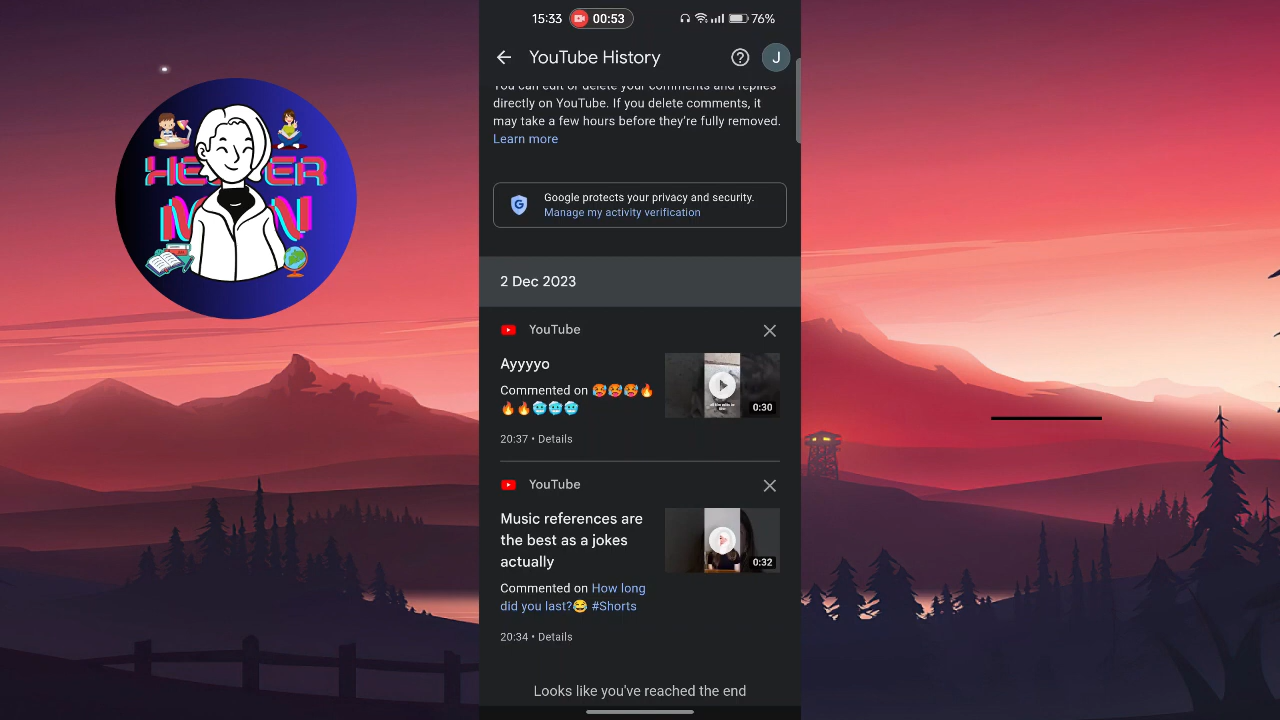 15:33 00:53 76%
YouTube History J
You can edit or delete your comments and replies
directly on YouTube. If you delete comments, it
may take a few hours before they're fully removed.
Learn more
Google protects your privacy and security.
Manage my activity verification
2 Dec 2023
YouTube
Ayyyyo
Commented on 🥵🥵🥵🔥
🔥🔥🥶🥶🥶
0:30
20:37 • Details
YouTube
Music references are
the best as a jokes
actually
0:32
Commented on How long
did you last?😂 #Shorts
20:34 • Details
Looks like you've reached the end